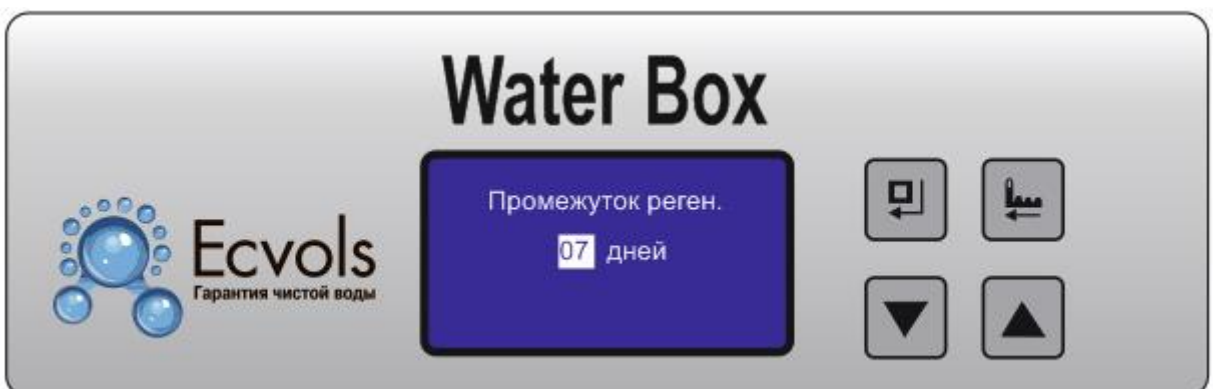 Water Box
Ecvols
Гарантия чистой воды
Промежуток реген.
07 дней